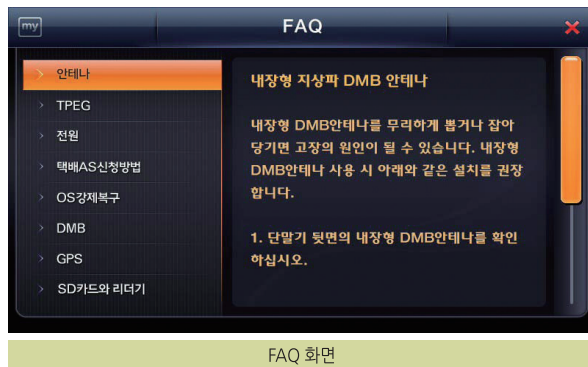 my
FAQ
안테나
TPEG
전원
택배AS신청방법
OS강제복구
DMB
GPS
SD카드와 리더기
내장형 지상파 DMB 안테나
내장형 DMB안테나를 무리하게 뽑거나 잡아
당기면 고장의 원인이 될 수 있습니다. 내장형
DMB안테나 사용 시 아래와 같은 설치를 권장
합니다.
1. 단말기 뒷면의 내장형 DMB안테나를 확인
하십시오.
FAQ 화면